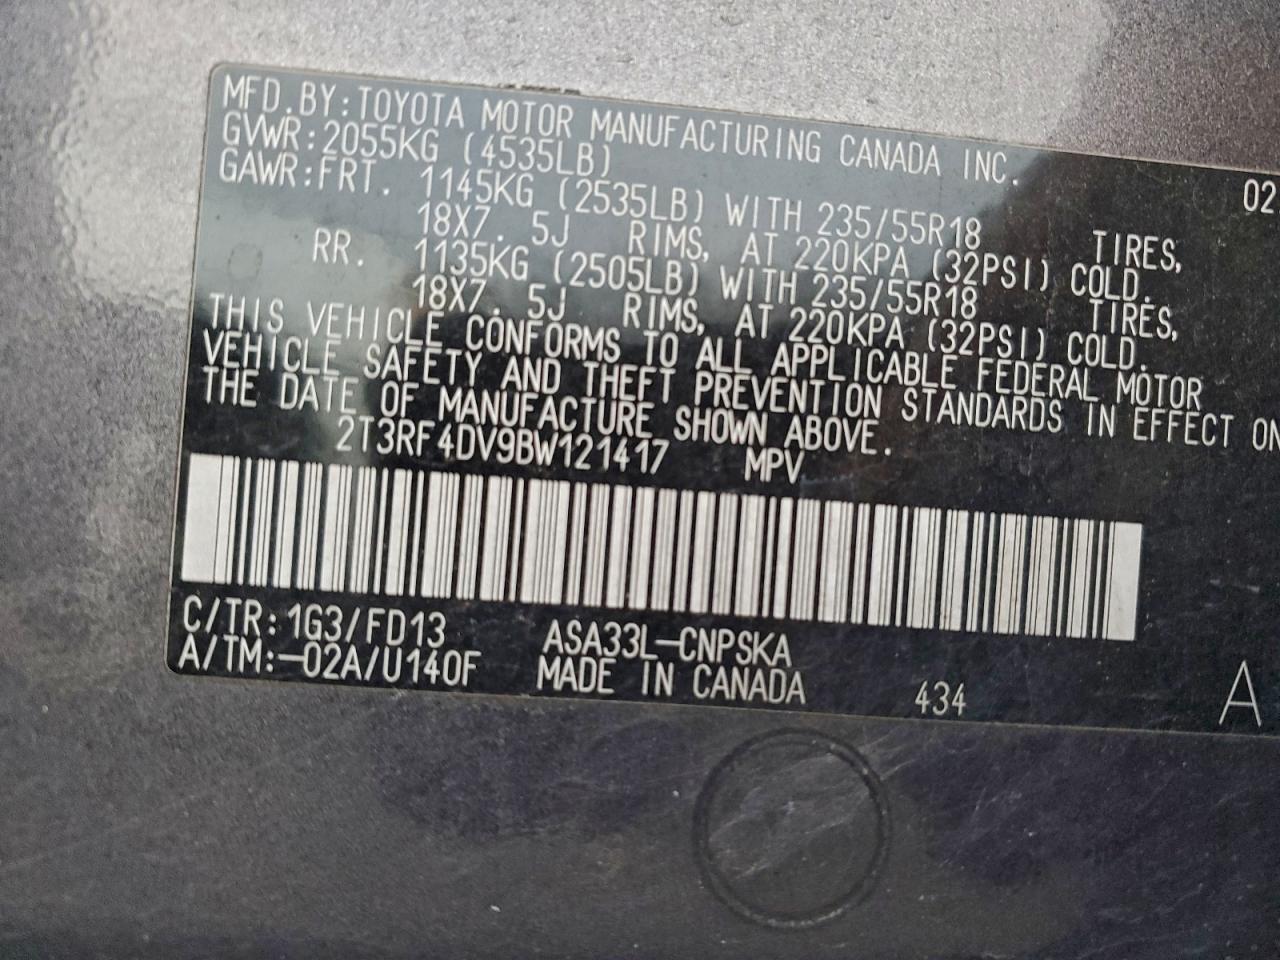 MFD.BY:TOYOTA MOTOR MANUFACTURING CANADA INC. 02
GVWR:2055KG (4535LB)
GAWR:FRT. 1145KG (2535LB) WITH 235/55R18 TIRES,
18X7. 5J RIMS, AT 220KPA (32PSI) COLD.
RR. 1135KG (2505LB) WITH 235/55R18 TIRES,
18X7. 5J RIMS, AT 220KPA (32PSI) COLD.
THIS VEHICLE CONFORMS TO ALL APPLICABLE FEDERAL MOTOR
VEHICLE SAFETY AND THEFT PREVENTION STANDARDS IN EFFECT ON
THE DATE OF MANUFACTURE SHOWN ABOVE.
2T3RF4DV9BW121417 MPV
C/TR:1G3/FD13 ASA33L-CNPSKA
A/TM:-02A/U140F MADE IN CANADA 434 A